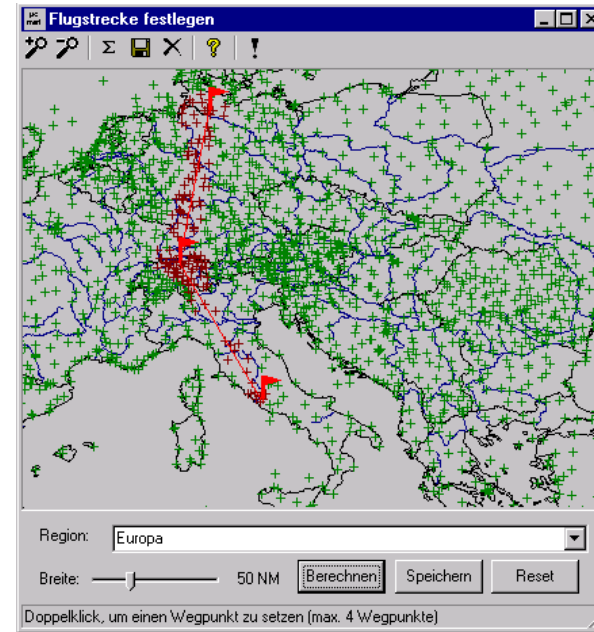 Flugstrecke festlegen
Σ ? !
Region: Europa
Breite: 50 NM Berechnen Speichern Reset
Doppelklick, um einen Wegpunkt zu setzen (max. 4 Wegpunkte)